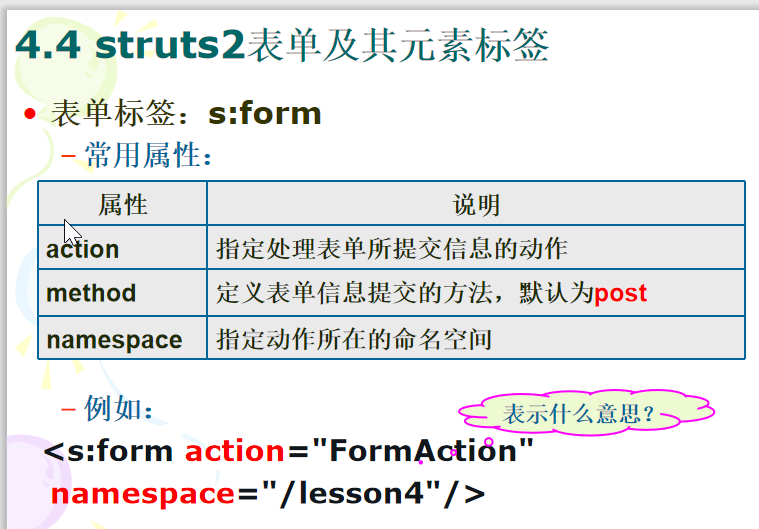 4.4 struts2表单及其元素标签
• 表单标签：s:form
– 常用属性：
属性 说明
action 指定处理表单所提交信息的动作
method 定义表单信息提交的方法，默认为post
namespace 指定动作所在的命名空间
– 例如：
表示什么意思？
<s:form action="FormAction"
namespace="/lesson4"/>